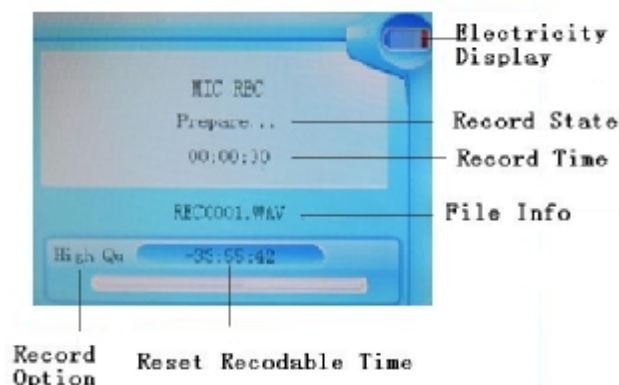 Electricity
Display
MIC REC
Prepare...
Record State
00:00:00
Record Time
REC0001.WAV
File Info
High Qu
Record
Option
Reset Recodable Time